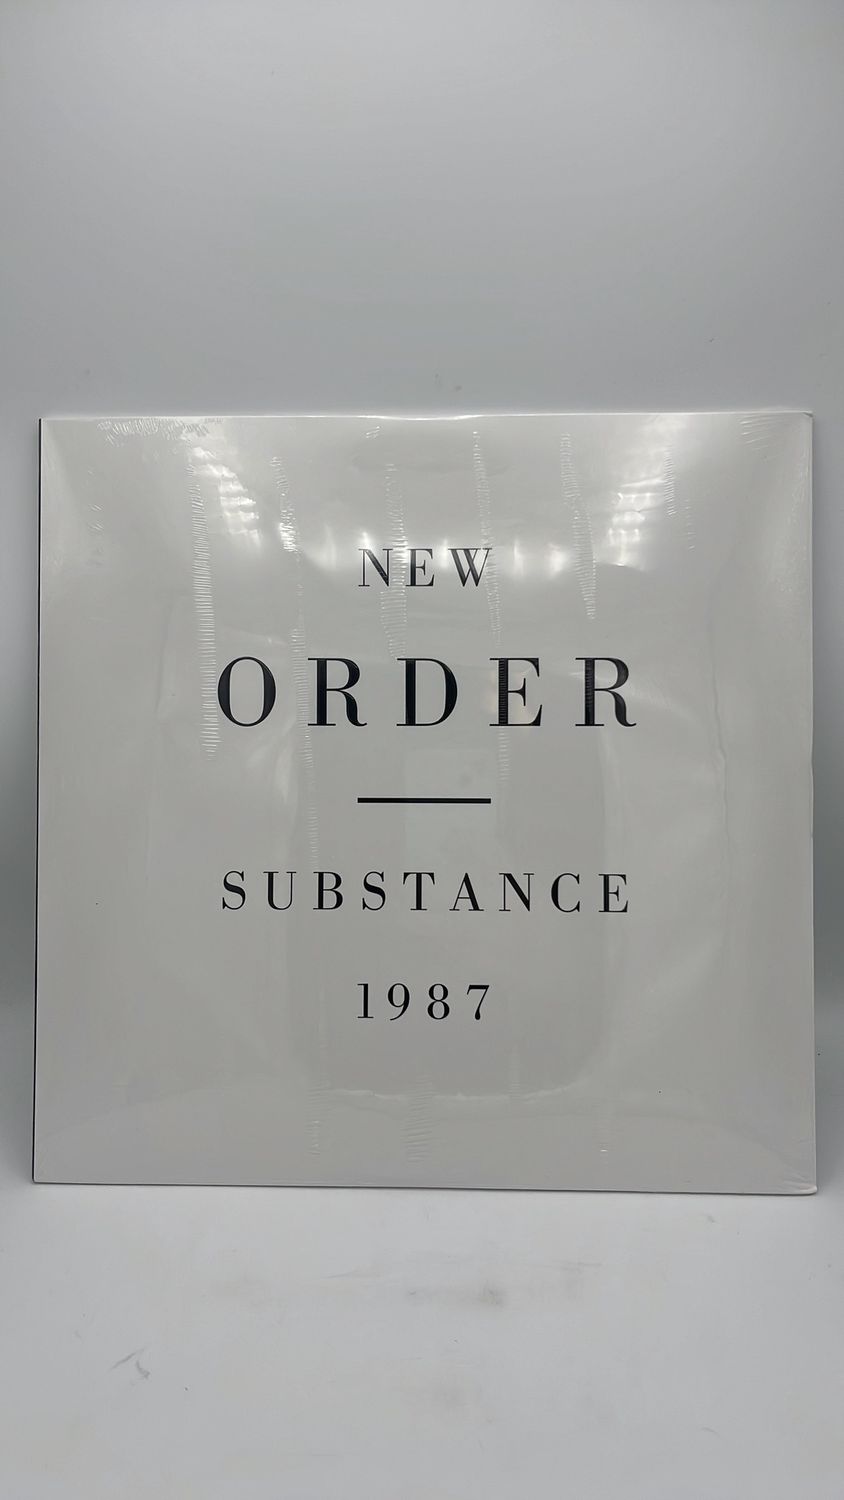 NEW
ORDER
SUBSTANCE
1987